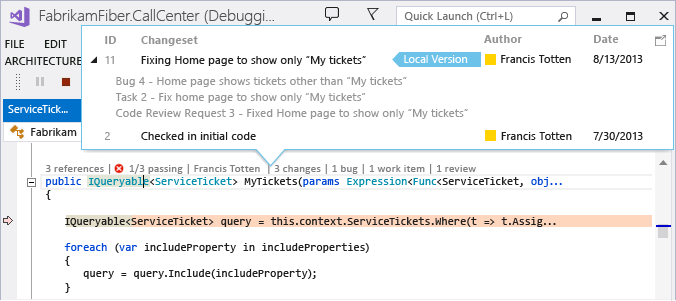 FabrikamFiber.CallCenter (Debuggi...
Quick Launch (Ctrl+L)
FILE EDIT
ARCHITECTURE
ID Changeset Author Date
11 Fixing Home page to show only “My tickets” Local Version Francis Totten 8/13/2013
Bug 4 - Home page shows tickets other than “My tickets”
Task 2 - Fix home page to show only “My tickets”
Code Review Request 3 - Fixed Home page to show only “My tickets”
2 Checked in initial code Francis Totten 7/30/2013
ServiceTick...
Fabrikam
3 references | 1/3 passing | Francis Totten | 3 changes | 1 bug | 1 work item | 1 review
public IQueryable<ServiceTicket> MyTickets(params Expression<Func<ServiceTicket, obj...
{
IQueryable<ServiceTicket> query = this.context.ServiceTickets.Where(t => t.Assig...
foreach (var includeProperty in includeProperties)
{
query = query.Include(includeProperty);
}